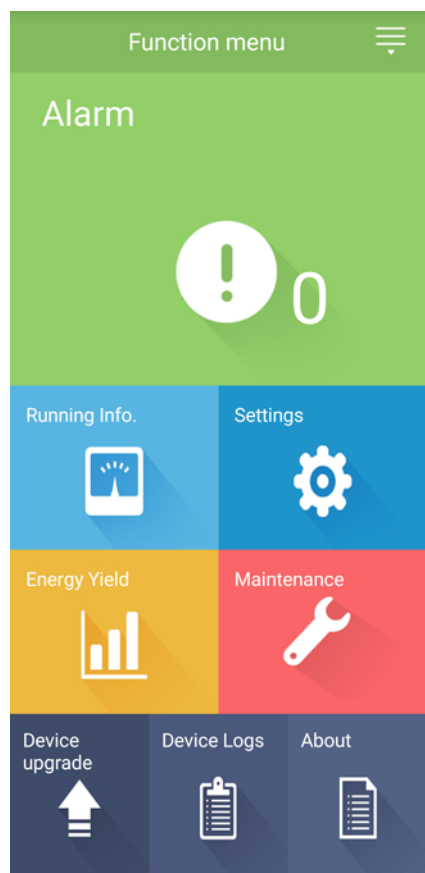 Function menu
Alarm
0
Running Info.
Settings
Energy Yield
Maintenance
Device
upgrade
Device Logs
About